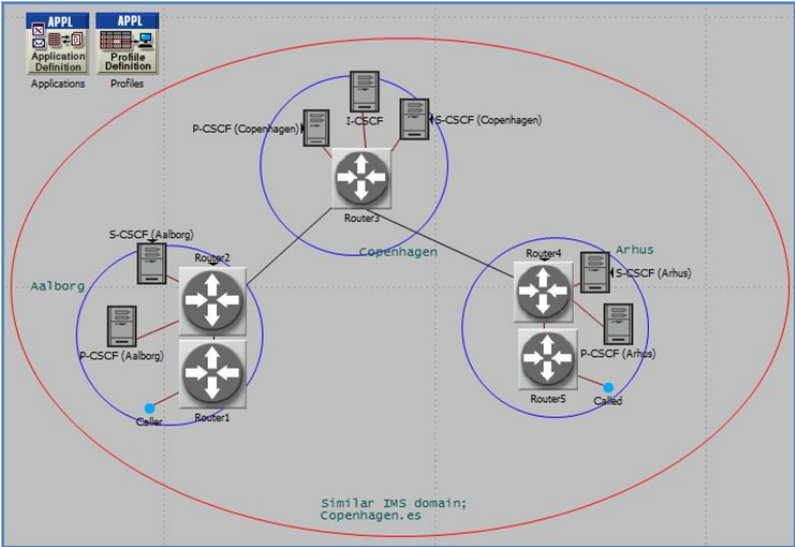 APPL
APPL
Application
Definition
Profile
Definition
Applications
Profiles
I-CSCF
P-CSCF (Copenhagen)
S-CSCF (Copenhagen)
Router3
Copenhagen
S-CSCF (Aalborg)
Router2
Aalborg
P-CSCF (Aalborg)
Router1
Caller
Router4
Arhus
S-CSCF (Arhus)
P-CSCF (Arhus)
Router5
Called
Similar IMS domain;
Copenhagen.es